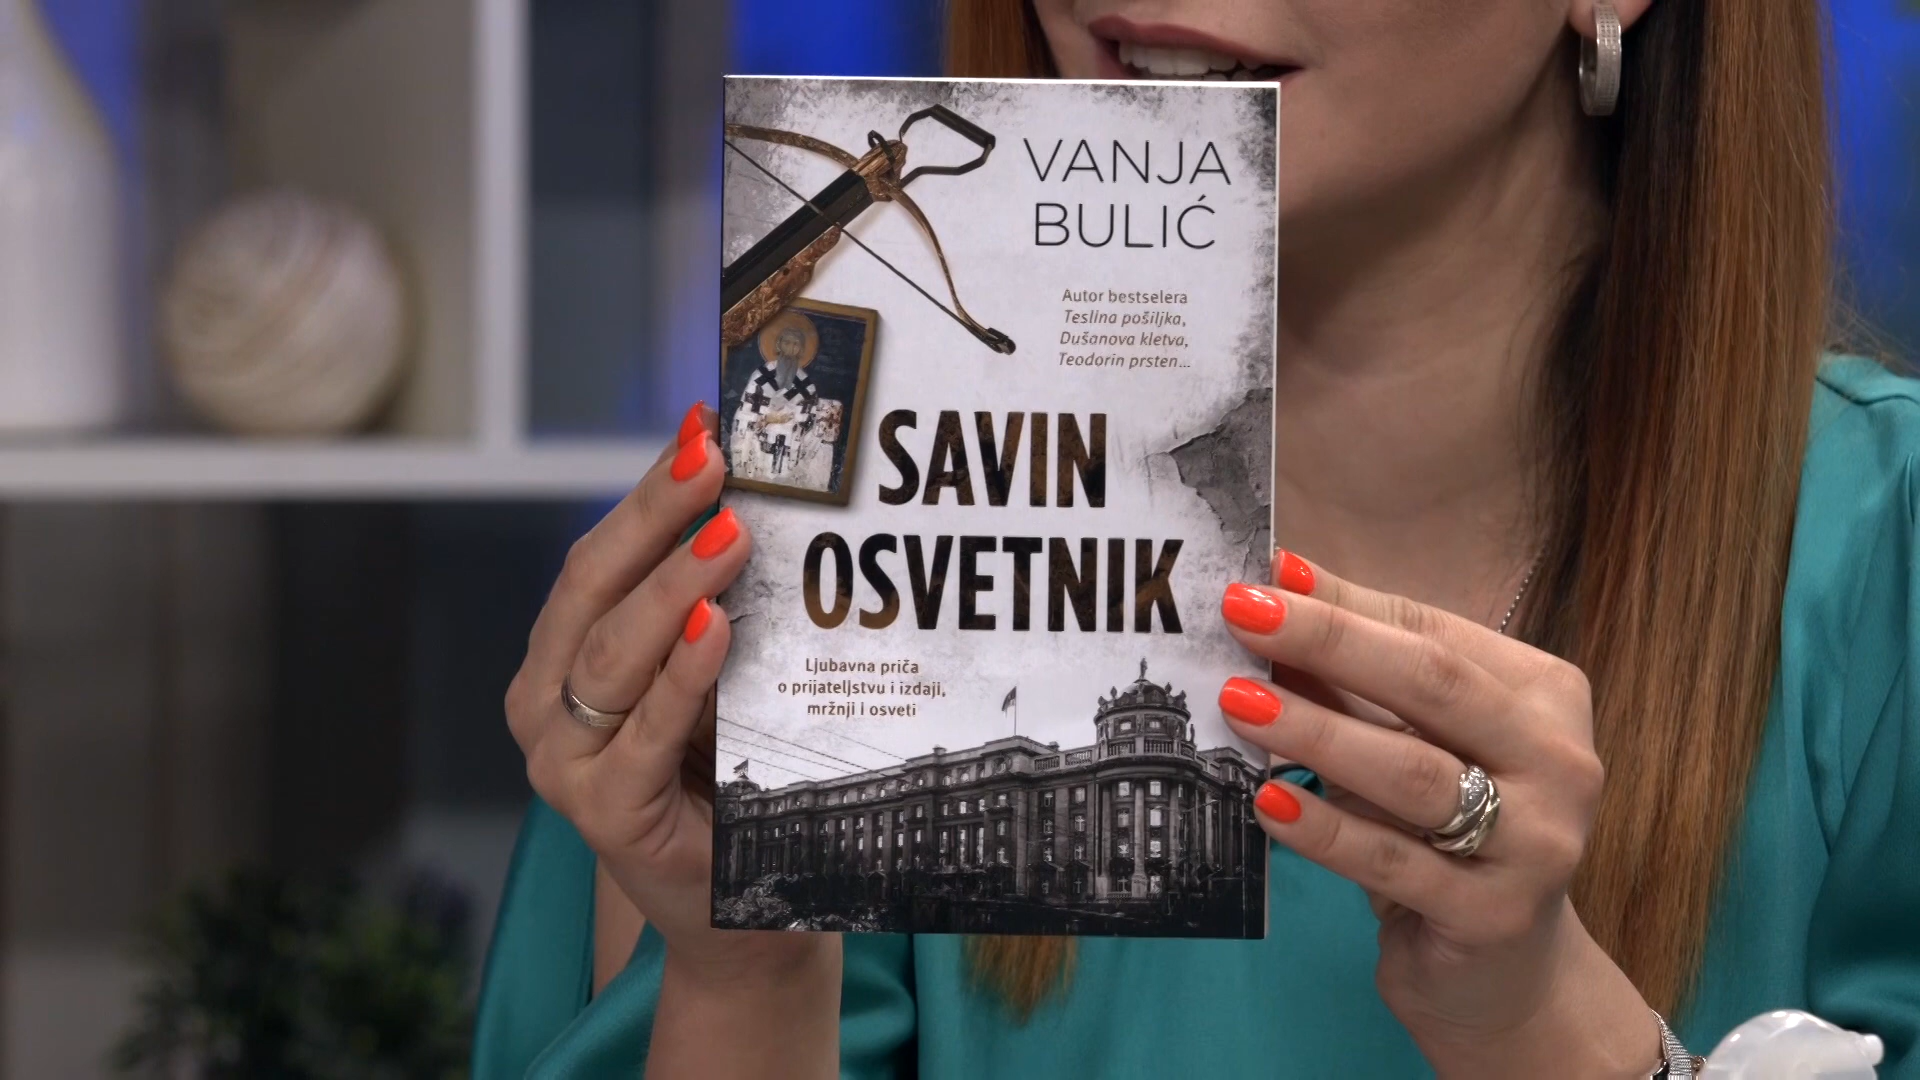 VANJA
BULIĆ
Autor bestselera
Teslina pošiljka,
Dušanova kletva,
Teodorin prsten...
SAVIN
OSVETNIK
Ljubavna priča
o prijateljstvu i izdaji,
mržnji i osveti